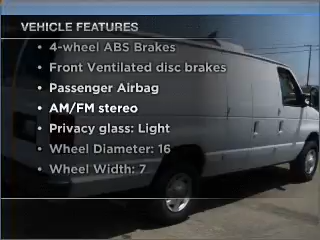 VEHICLE FEATURES
• 4-wheel ABS Brakes
• Front Ventilated disc brakes
• Passenger Airbag
• AM/FM stereo
• Privacy glass: Light
• Wheel Diameter: 16
• Wheel Width: 7